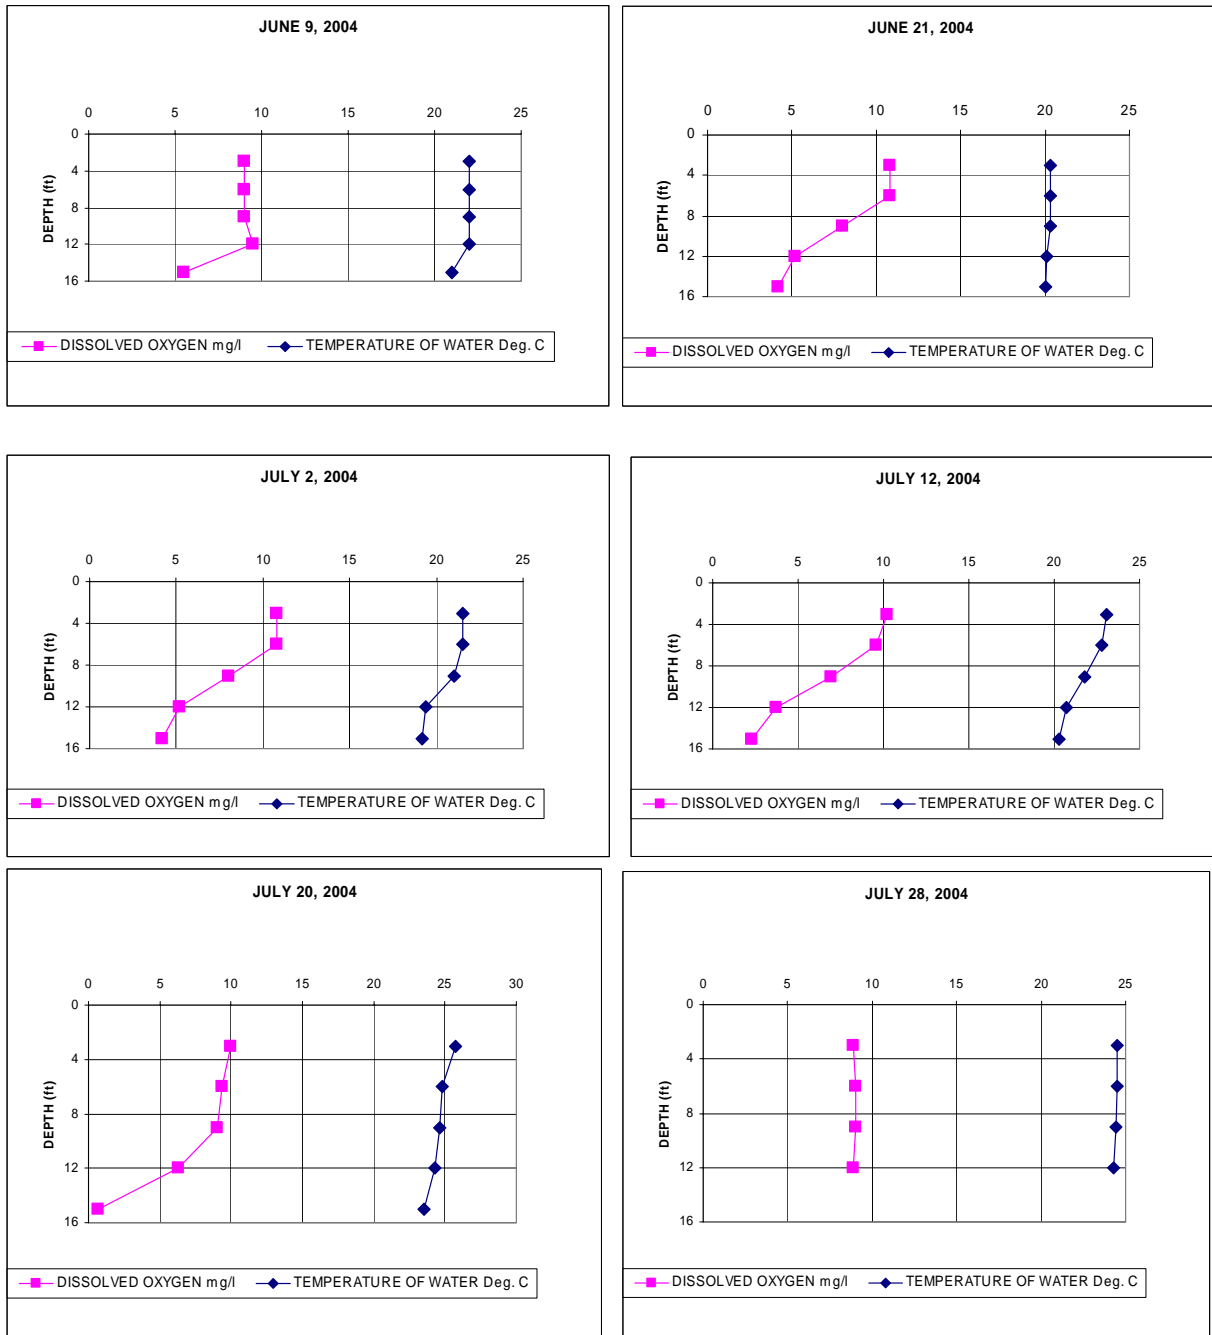 JUNE 9, 2004
0 5 10 15 20 25
0
4
8
12
16
DEPTH (ft)
DISSOLVED OXYGEN mg/l TEMPERATURE OF WATER Deg. C
JUNE 21, 2004
0 5 10 15 20 25
0
4
8
12
16
DEPTH (ft)
DISSOLVED OXYGEN mg/l TEMPERATURE OF WATER Deg. C
JULY 2, 2004
0 5 10 15 20 25
0
4
8
12
16
DEPTH (ft)
DISSOLVED OXYGEN mg/l TEMPERATURE OF WATER Deg. C
JULY 12, 2004
0 5 10 15 20 25
0
4
8
12
16
DEPTH (ft)
DISSOLVED OXYGEN mg/l TEMPERATURE OF WATER Deg. C
JULY 20, 2004
0 5 10 15 20 25 30
0
4
8
12
16
DEPTH (ft)
DISSOLVED OXYGEN mg/l TEMPERATURE OF WATER Deg. C
JULY 28, 2004
0 5 10 15 20 25
0
4
8
12
16
DEPTH (ft)
DISSOLVED OXYGEN mg/l TEMPERATURE OF WATER Deg. C